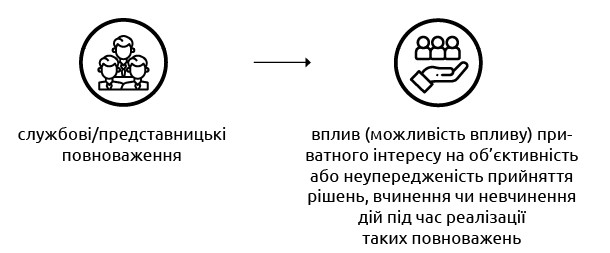 службові/представницькі
повноваження
вплив (можливість впливу) при-
ватного інтересу на об’єктивність
або неупередженість прийняття
рішень, вчинення чи невчинення
дій під час реалізації
таких повноважень